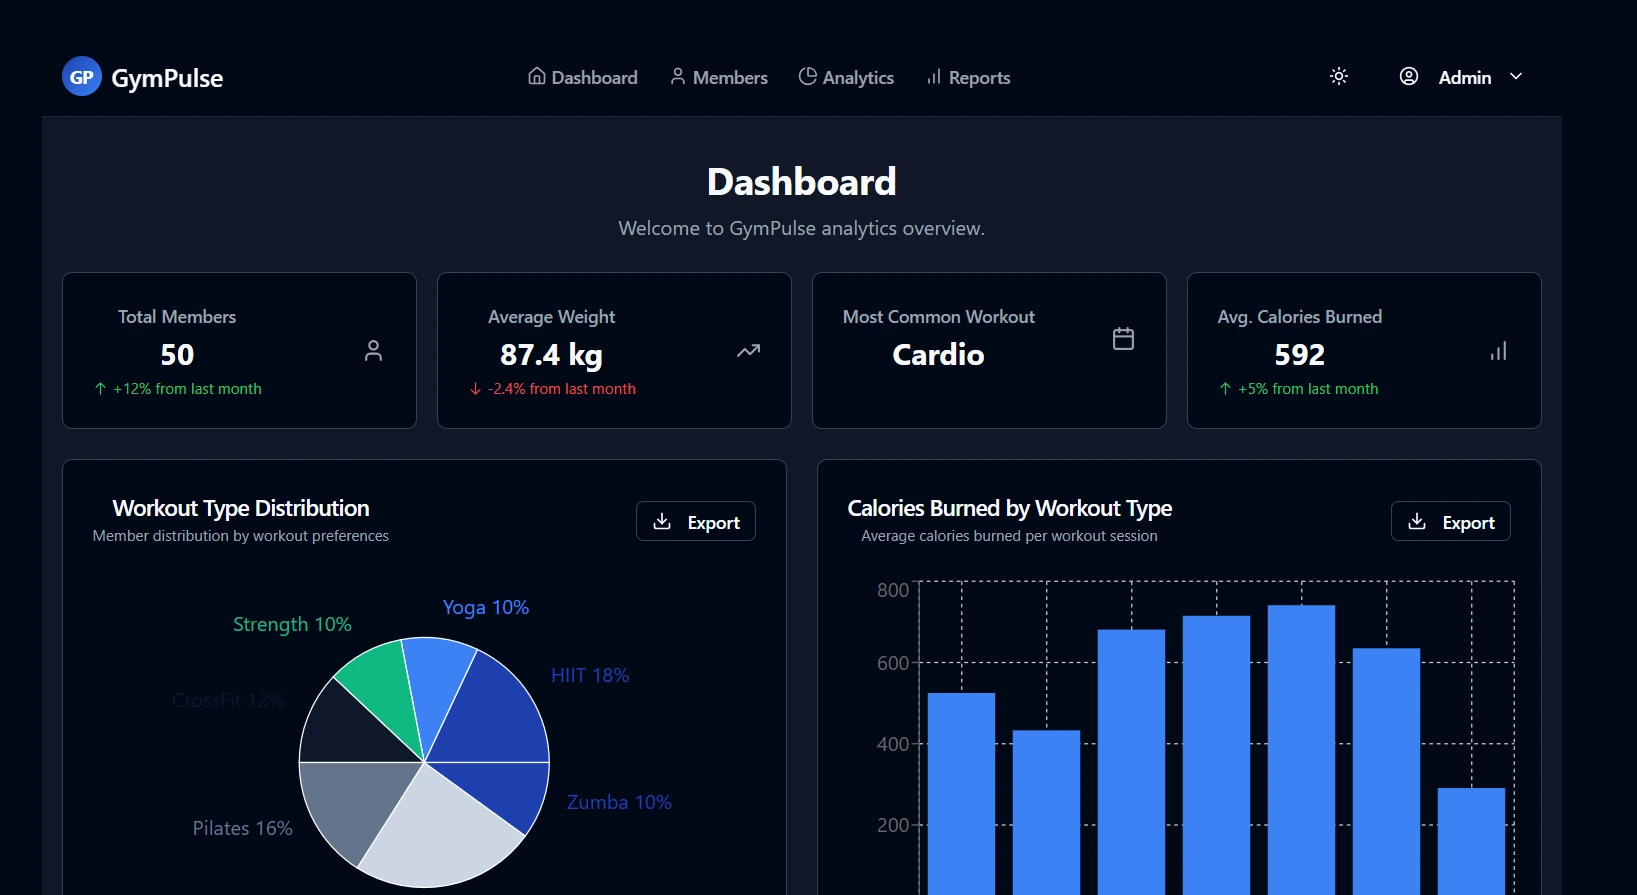 GP GymPulse
Dashboard Members Analytics Reports
Admin
Dashboard
Welcome to GymPulse analytics overview.
Total Members
50
+12% from last month
Average Weight
87.4 kg
-2.4% from last month
Most Common Workout
Cardio
Avg. Calories Burned
592
+5% from last month
Workout Type Distribution
Member distribution by workout preferences
Export
Yoga 10%
Strength 10%
HIIT 18%
CrossFit 12%
Zumba 10%
Pilates 16%
Calories Burned by Workout Type
Average calories burned per workout session
Export
800
600
400
200